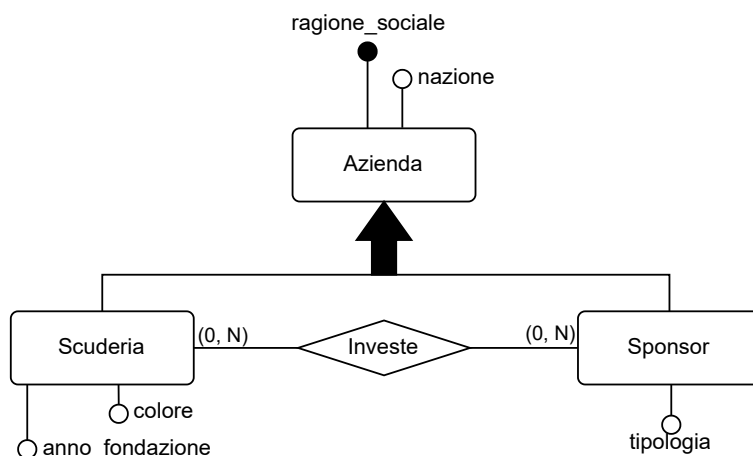 ragione_sociale
nazione
Azienda
Scuderia
(0, N)
Investe
(0, N)
Sponsor
colore
anno_fondazione
tipologia